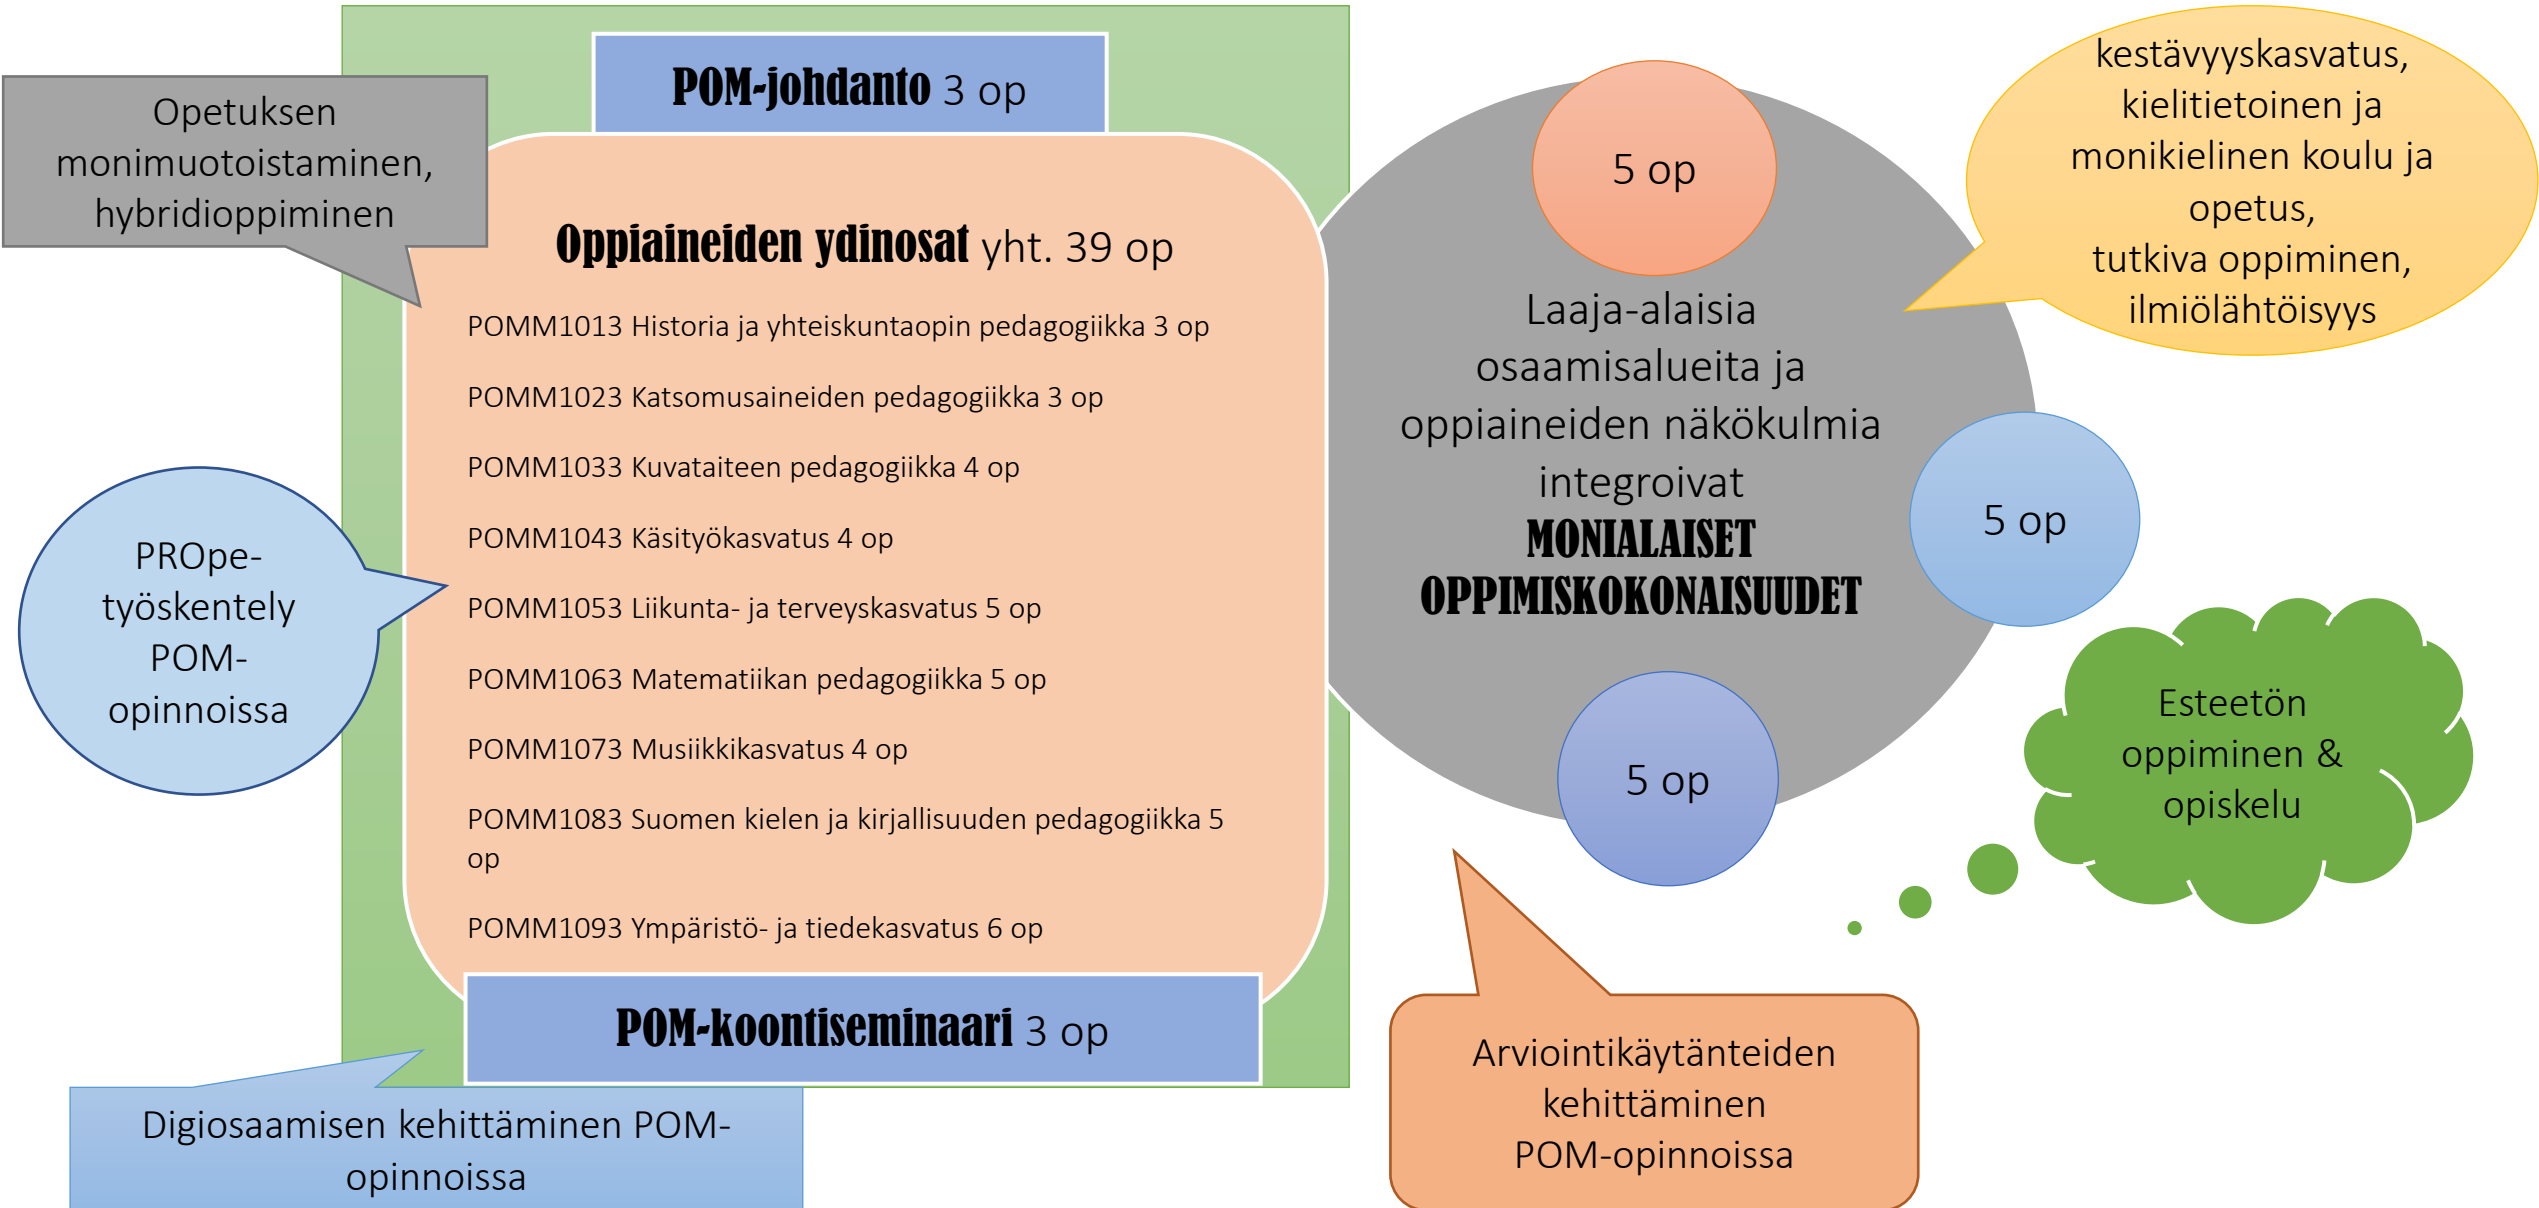 POM-johdanto 3 op
Opetuksen
monimuotoistaminen,
hybridioppiminen
Oppiaineiden ydinosat yht. 39 op
POMM1013 Historia ja yhteiskuntaopin pedagogiikka 3 op
POMM1023 Katsomusaineiden pedagogiikka 3 op
POMM1033 Kuvataiteen pedagogiikka 4 op
POMM1043 Käsityökasvatus 4 op
POMM1053 Liikunta- ja terveyskasvatus 5 op
POMM1063 Matematiikan pedagogiikka 5 op
POMM1073 Musiikkikasvatus 4 op
POMM1083 Suomen kielen ja kirjallisuuden pedagogiikka 5
op
POMM1093 Ympäristö- ja tiedekasvatus 6 op
PROpe-
työskentely
POM-
opinnoissa
POM-koontiseminaari 3 op
Digiosaamisen kehittäminen POM-
opinnoissa
5 op
Laaja-alaisia
osaamisalueita ja
oppiaineiden näkökulmia
integroivat
MONIALAISET
OPPIMISKOKONAISUUDET
5 op
5 op
kestävyyskasvatus,
kielitietoinen ja
monikielinen koulu ja
opetus,
tutkiva oppiminen,
ilmiölähtöisyys
Esteetön
oppiminen &
opiskelu
Arviointikäytänteiden
kehittäminen
POM-opinnoissa